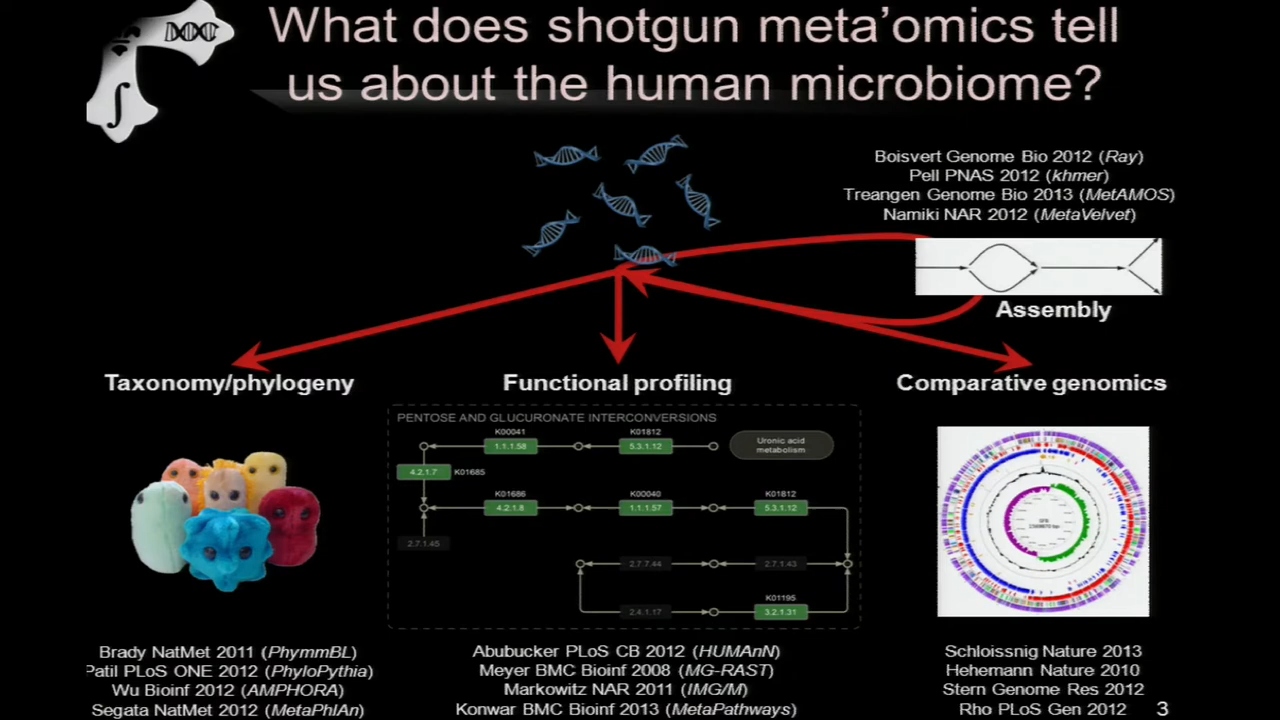 What does shotgun meta’omics tell
us about the human microbiome?
Boisvert Genome Bio 2012 (Ray)
Pell PNAS 2012 (khmer)
Treangen Genome Bio 2013 (MetAMOS)
Namiki NAR 2012 (MetaVelvet)
Assembly
Taxonomy/phylogeny
Functional profiling
Comparative genomics
PENTOSE AND GLUCURONATE INTERCONVERSIONS
K00041
K01812
1.1.1.58
5.3.1.12
Uronic acid
metabolism
4.2.1.7
K01685
K01686
K00040
K01812
4.2.1.8
1.1.1.57
5.3.1.12
2.7.1.45
2.7.7.44
2.7.1.43
K01195
2.4.1.17
3.2.1.31
Brady NatMet 2011 (PhymmBL)
Patil PLoS ONE 2012 (PhyloPythia)
Wu Bioinf 2012 (AMPHORA)
Segata NatMet 2012 (MetaPhlAn)
Abubucker PLoS CB 2012 (HUMAnN)
Meyer BMC Bioinf 2008 (MG-RAST)
Markowitz NAR 2011 (IMG/M)
Konwar BMC Bioinf 2013 (MetaPathways)
Schloissnig Nature 2013
Hehemann Nature 2010
Stern Genome Res 2012
Rho PLoS Gen 2012
3